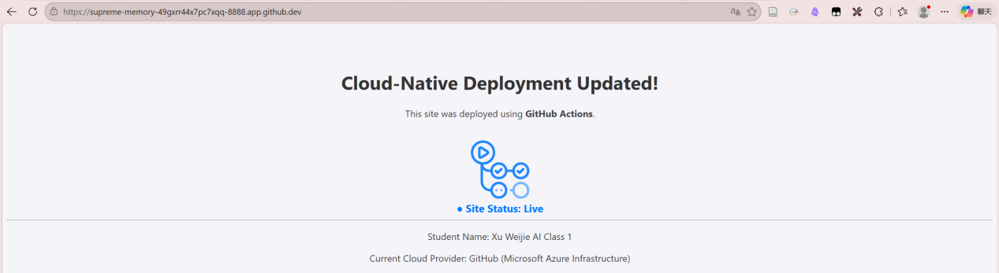 https://supreme-memory-49gxrr44x7pc7xqq-8888.app.github.dev
聊天
Cloud-Native Deployment Updated!
This site was deployed using GitHub Actions.
● Site Status: Live
Student Name: Xu Weijie AI Class 1
Current Cloud Provider: GitHub (Microsoft Azure Infrastructure)